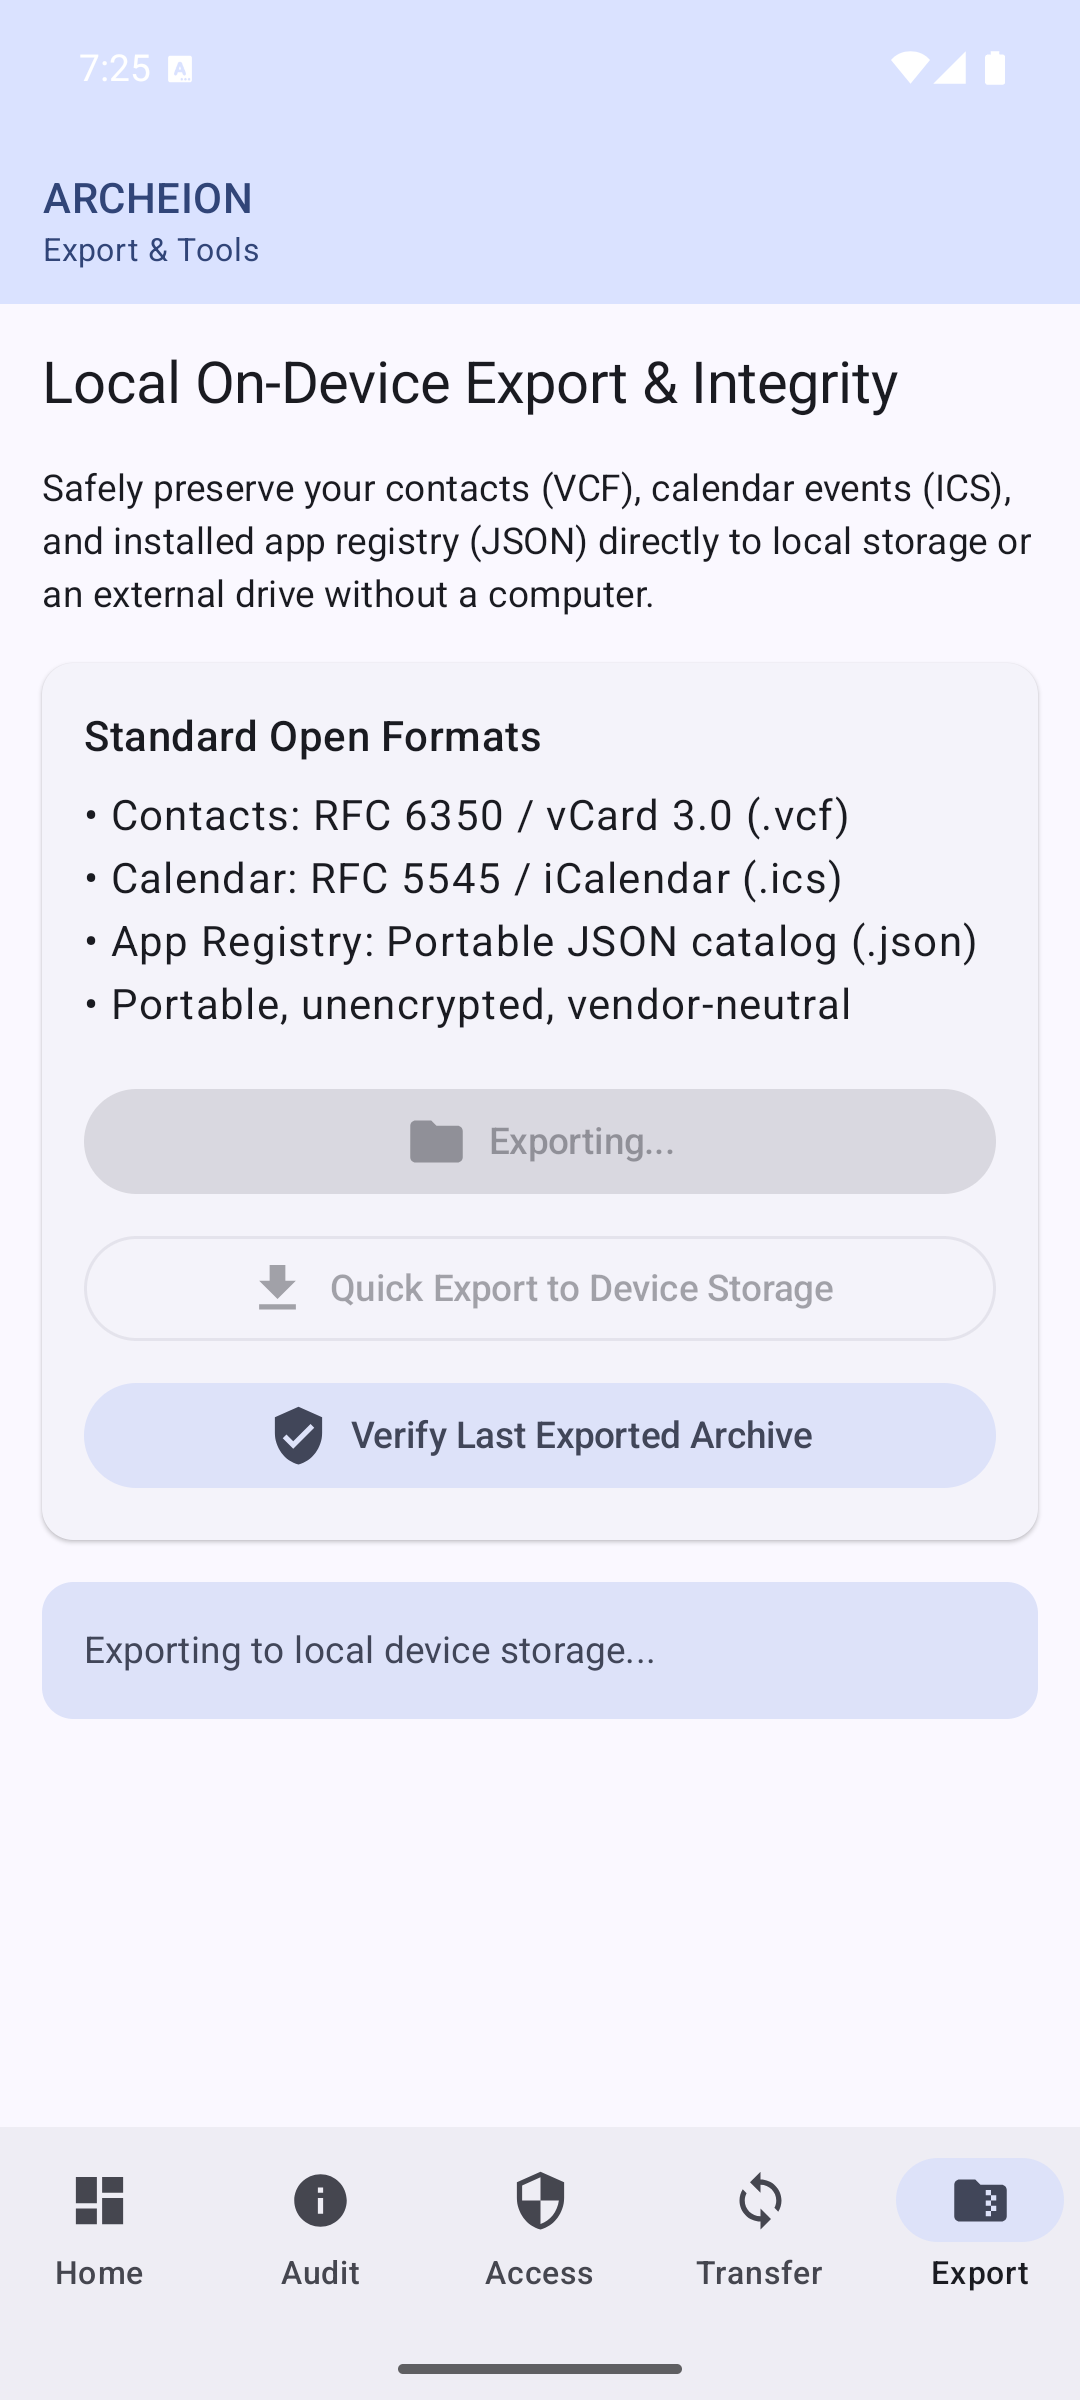 7:25
ARCHEION
Export & Tools
Local On-Device Export & Integrity
Safely preserve your contacts (VCF), calendar events (ICS),
and installed app registry (JSON) directly to local storage or
an external drive without a computer.
Standard Open Formats
• Contacts: RFC 6350 / vCard 3.0 (.vcf)
• Calendar: RFC 5545 / iCalendar (.ics)
• App Registry: Portable JSON catalog (.json)
• Portable, unencrypted, vendor-neutral
Exporting...
Quick Export to Device Storage
Verify Last Exported Archive
Exporting to local device storage...
Home Audit Access Transfer Export